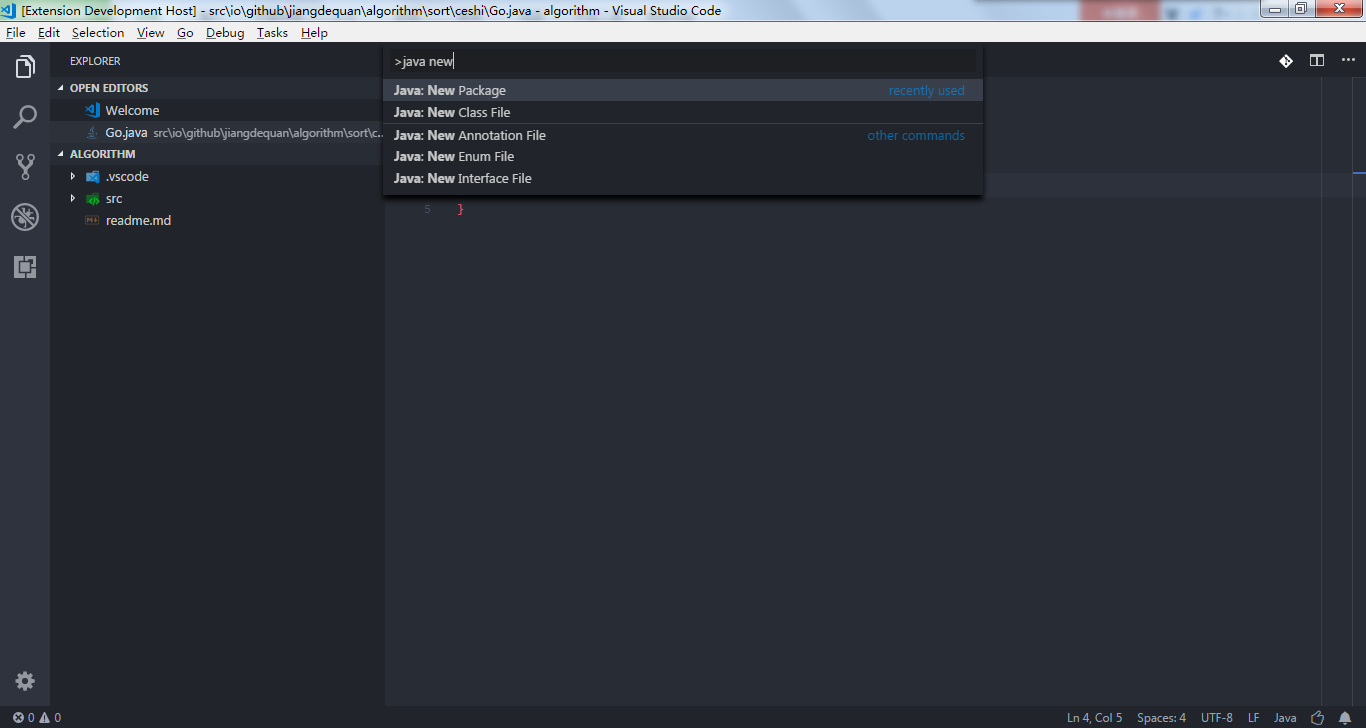 [Extension Development Host] - src\io\github\jiangdequan\algorithm\sort\ceshi\Go.java - algorithm - Visual Studio Code
File Edit Selection View Go Debug Tasks Help
EXPLORER
>java new
OPEN EDITORS
Java: New Package recently used
Welcome
Java: New Class File
Go.java src\io\github\jiangdequan\algorithm\sort\c...
Java: New Annotation File other commands
ALGORITHM
Java: New Enum File
.vscode
Java: New Interface File
src
5 }
readme.md
0 0 Ln 4, Col 5 Spaces: 4 UTF-8 LF Java